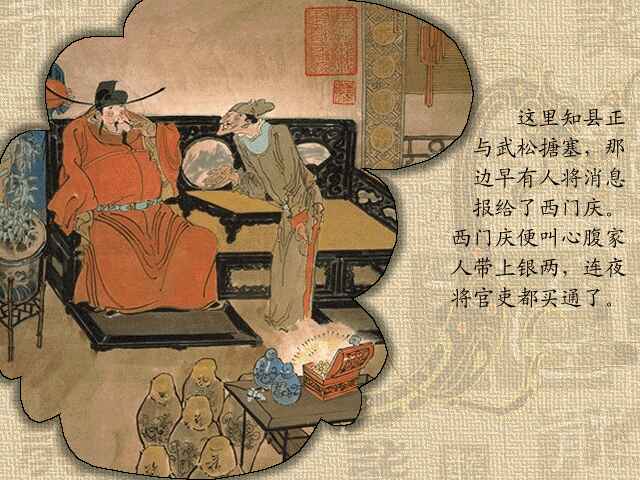 这里知县正
与武松搪塞，那
边早有人将消息
报给了西门庆。
西门庆便叫心腹家
人带上银两，连夜
将官吏都买通了。